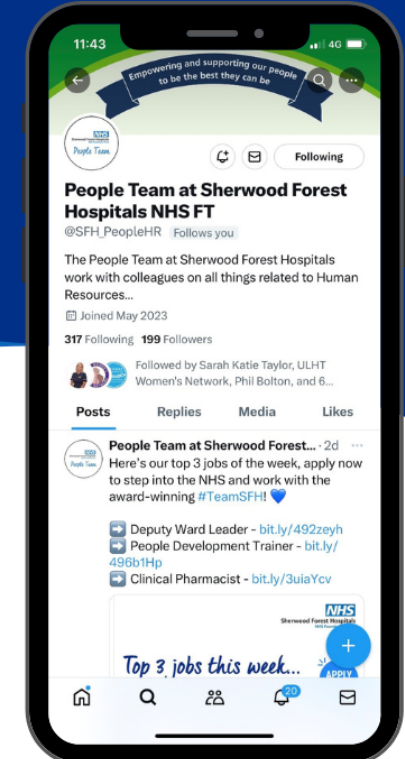 11:43
4G
Empowering and supporting our people
to be the best they can be
NHS
People Team
Following
People Team at Sherwood Forest
Hospitals NHS FT
@SFH_PeopleHR Follows you
The People Team at Sherwood Forest Hospitals
work with colleagues on all things related to Human
Resources...
Joined May 2023
317 Following 199 Followers
Followed by Sarah Katie Taylor, ULHT
Women's Network, Phil Bolton, and 6...
Posts Replies Media Likes
People Team at Sherwood Forest... · 2d
Here's our top 3 jobs of the week, apply now
to step into the NHS and work with the
award-winning #TeamSFH! 💙
➡️ Deputy Ward Leader - bit.ly/492zeyh
➡️ People Development Trainer - bit.ly/
496b1Hp
➡️ Clinical Pharmacist - bit.ly/3uiaYcv
People Team
NHS
Sherwood Forest Hospitals
Top 3 jobs this week...
APPLY
20